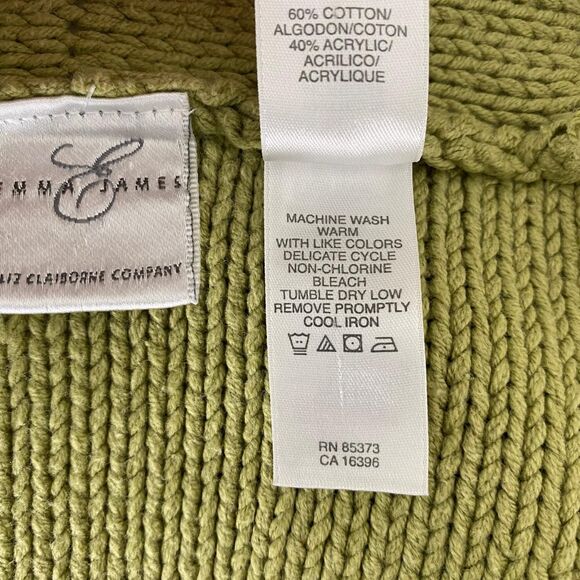 EMMA JAMES
LIZ CLAIBORNE COMPANY
60% COTTON/
ALGODON/COTON
40% ACRYLIC/
ACRILICO/
ACRYLIQUE
MACHINE WASH
WARM
WITH LIKE COLORS
DELICATE CYCLE
NON-CHLORINE
BLEACH
TUMBLE DRY LOW
REMOVE PROMPTLY
COOL IRON
RN 85373
CA 16396